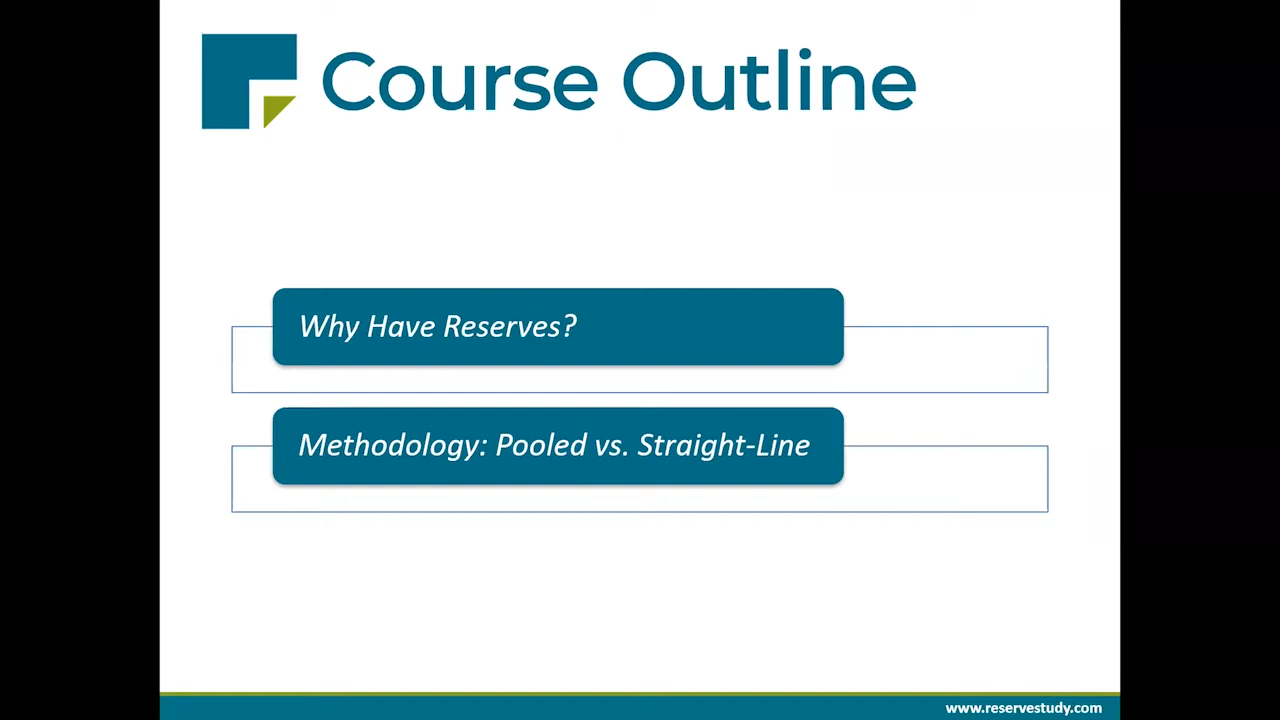 Course Outline
Why Have Reserves?
Methodology: Pooled vs. Straight-Line
www.reservestudy.com